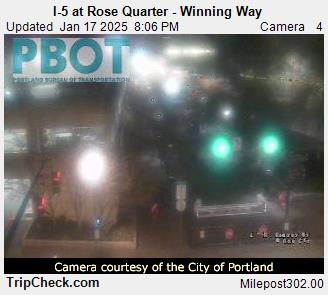 I-5 at Rose Quarter - Winning Way
Updated Jan 17 2025 8:06 PM Camera 4
PBOT
PORTLAND BUREAU OF TRANSPORTATION
Camera courtesy of the City of Portland
TripCheck.com Milepost302.00